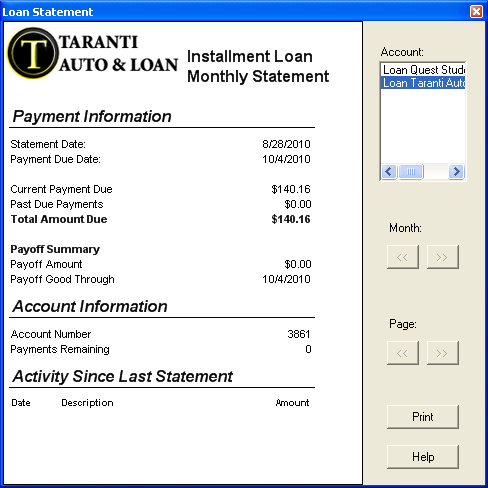 Loan Statement
T TARANTI
AUTO & LOAN
Installment Loan
Monthly Statement
Payment Information
Statement Date: 8/28/2010
Payment Due Date: 10/4/2010
Current Payment Due $140.16
Past Due Payments $0.00
Total Amount Due $140.16
Payoff Summary
Payoff Amount $0.00
Payoff Good Through 10/4/2010
Account Information
Account Number 3861
Payments Remaining 0
Activity Since Last Statement
Date Description Amount
Account:
Loan Quest Stud
Loan Taranti Auto
Month:
<< >>
Page:
<< >>
Print
Help